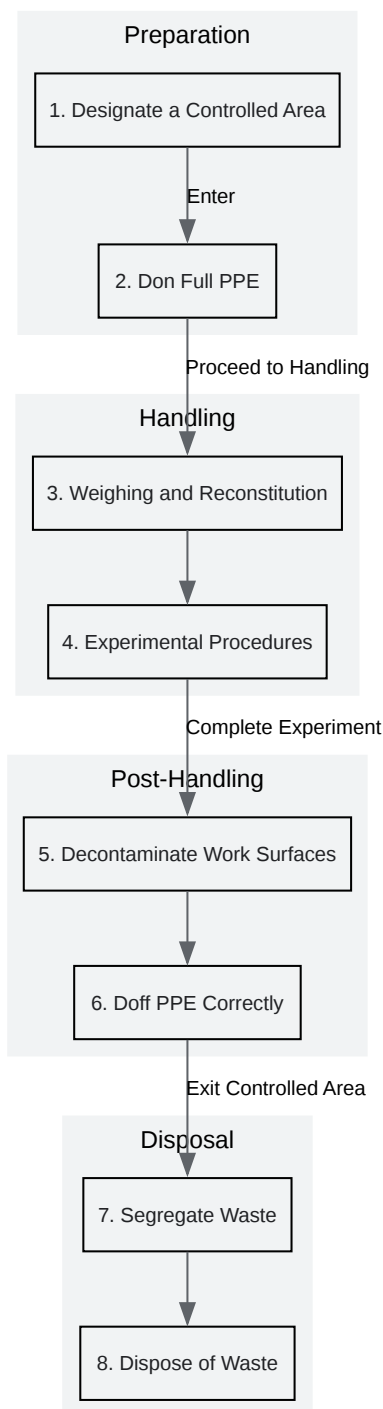 Preparation
1. Designate a Controlled Area
Enter
2. Don Full PPE
Proceed to Handling
Handling
3. Weighing and Reconstitution
4. Experimental Procedures
Complete Experiment
Post-Handling
5. Decontaminate Work Surfaces
6. Doff PPE Correctly
Exit Controlled Area
Disposal
7. Segregate Waste
8. Dispose of Waste